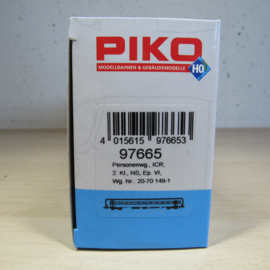 PIKO
MODELLBAHNEN & GEBÄUDEMODELLE
H0
4 015615 976653
97665
Personenwg., ICR,
2. Kl., NS, Ep. VI,
Wg. Nr. 20-70 149-1